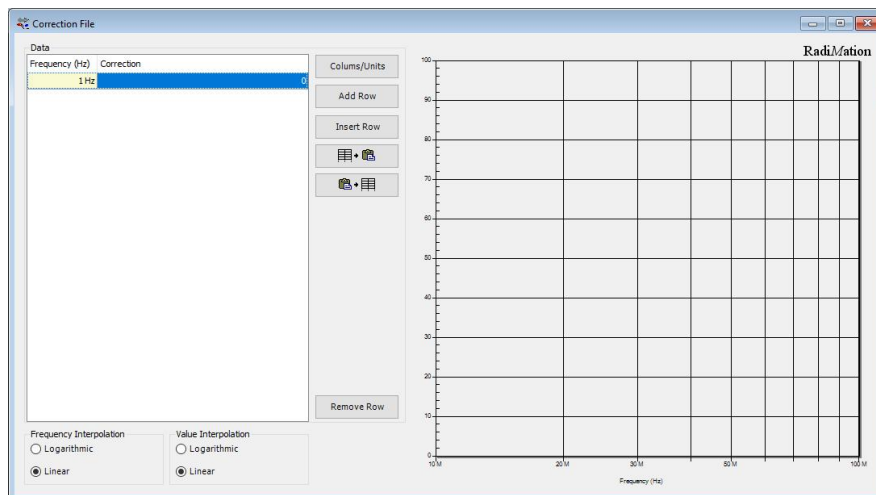 Correction File
Data
Frequency (Hz) Correction
1 Hz 0
Colums/Units
Add Row
Insert Row
Remove Row
Frequency Interpolation
Logarithmic
Linear
Value Interpolation
Logarithmic
Linear
RadiMation
100
90
80
70
60
50
40
30
20
10
0
10 M 20 M 30 M 50 M 100 M
Frequency (Hz)